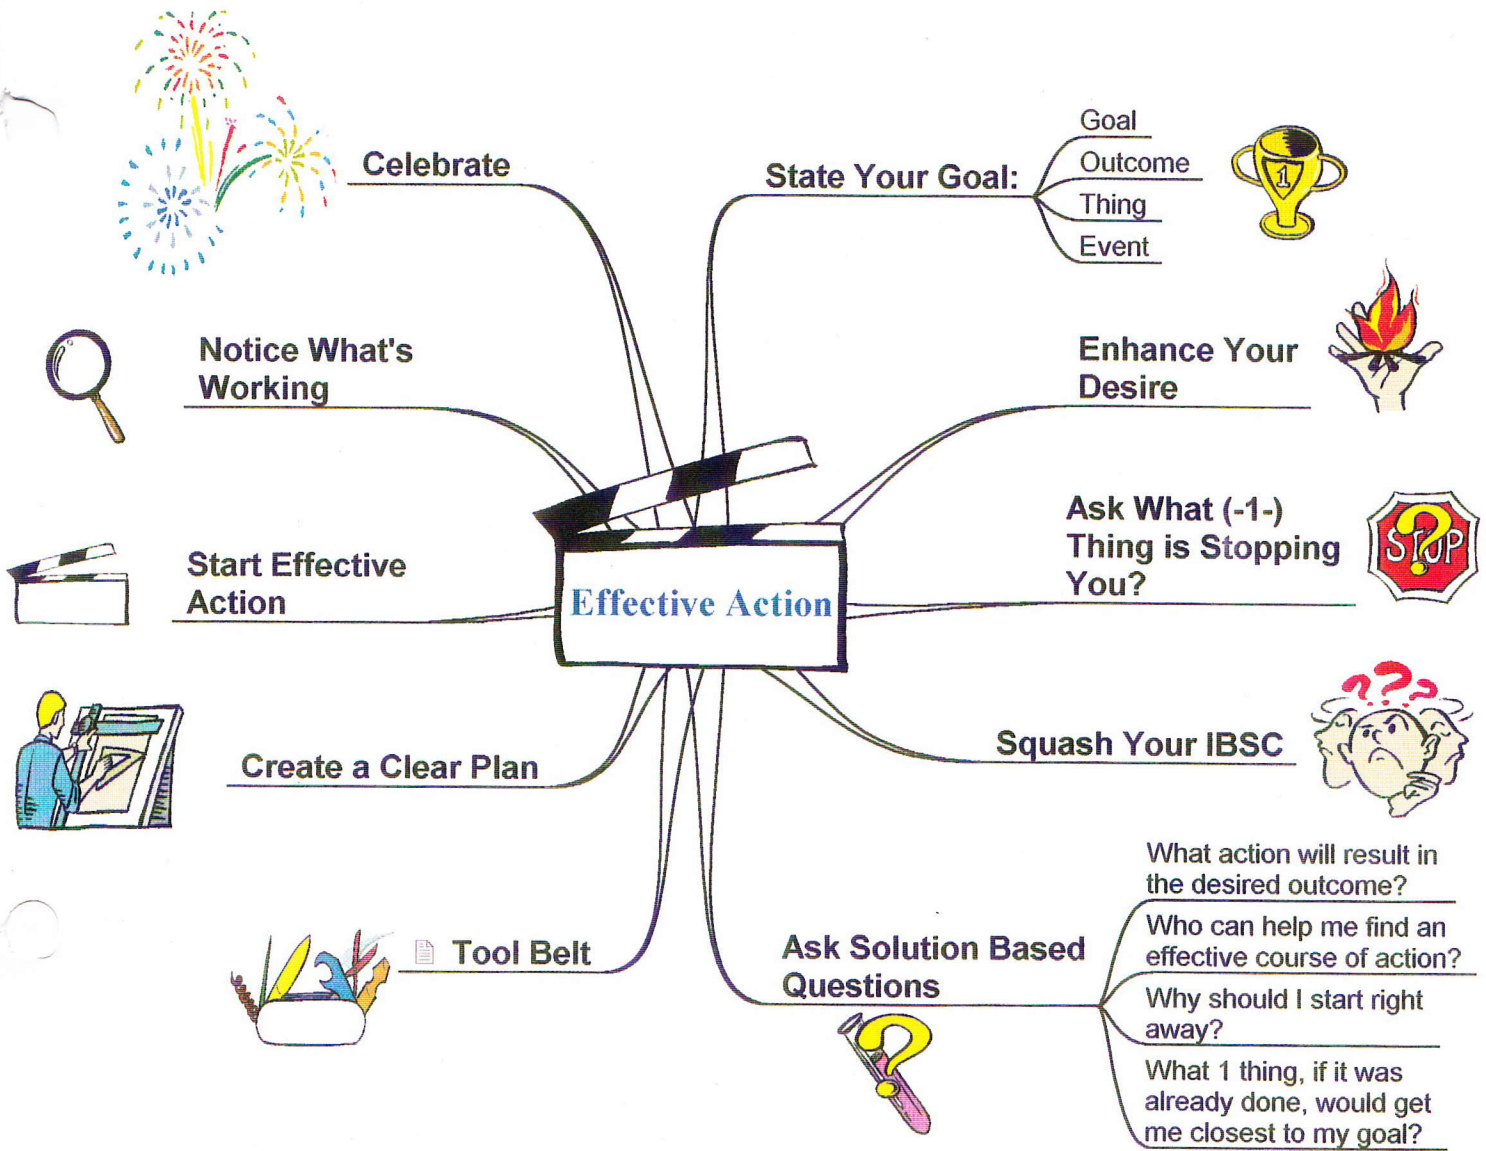 Effective Action
State Your Goal:
Goal
Outcome
Thing
Event
1
Enhance Your
Desire
Ask What (-1-)
Thing is Stopping
You?
ST?P
Squash Your IBSC
???
Ask Solution Based
Questions
?
What action will result in
the desired outcome?
Who can help me find an
effective course of action?
Why should I start right
away?
What 1 thing, if it was
already done, would get
me closest to my goal?
Tool Belt
Create a Clear Plan
Start Effective
Action
Notice What's
Working
Celebrate